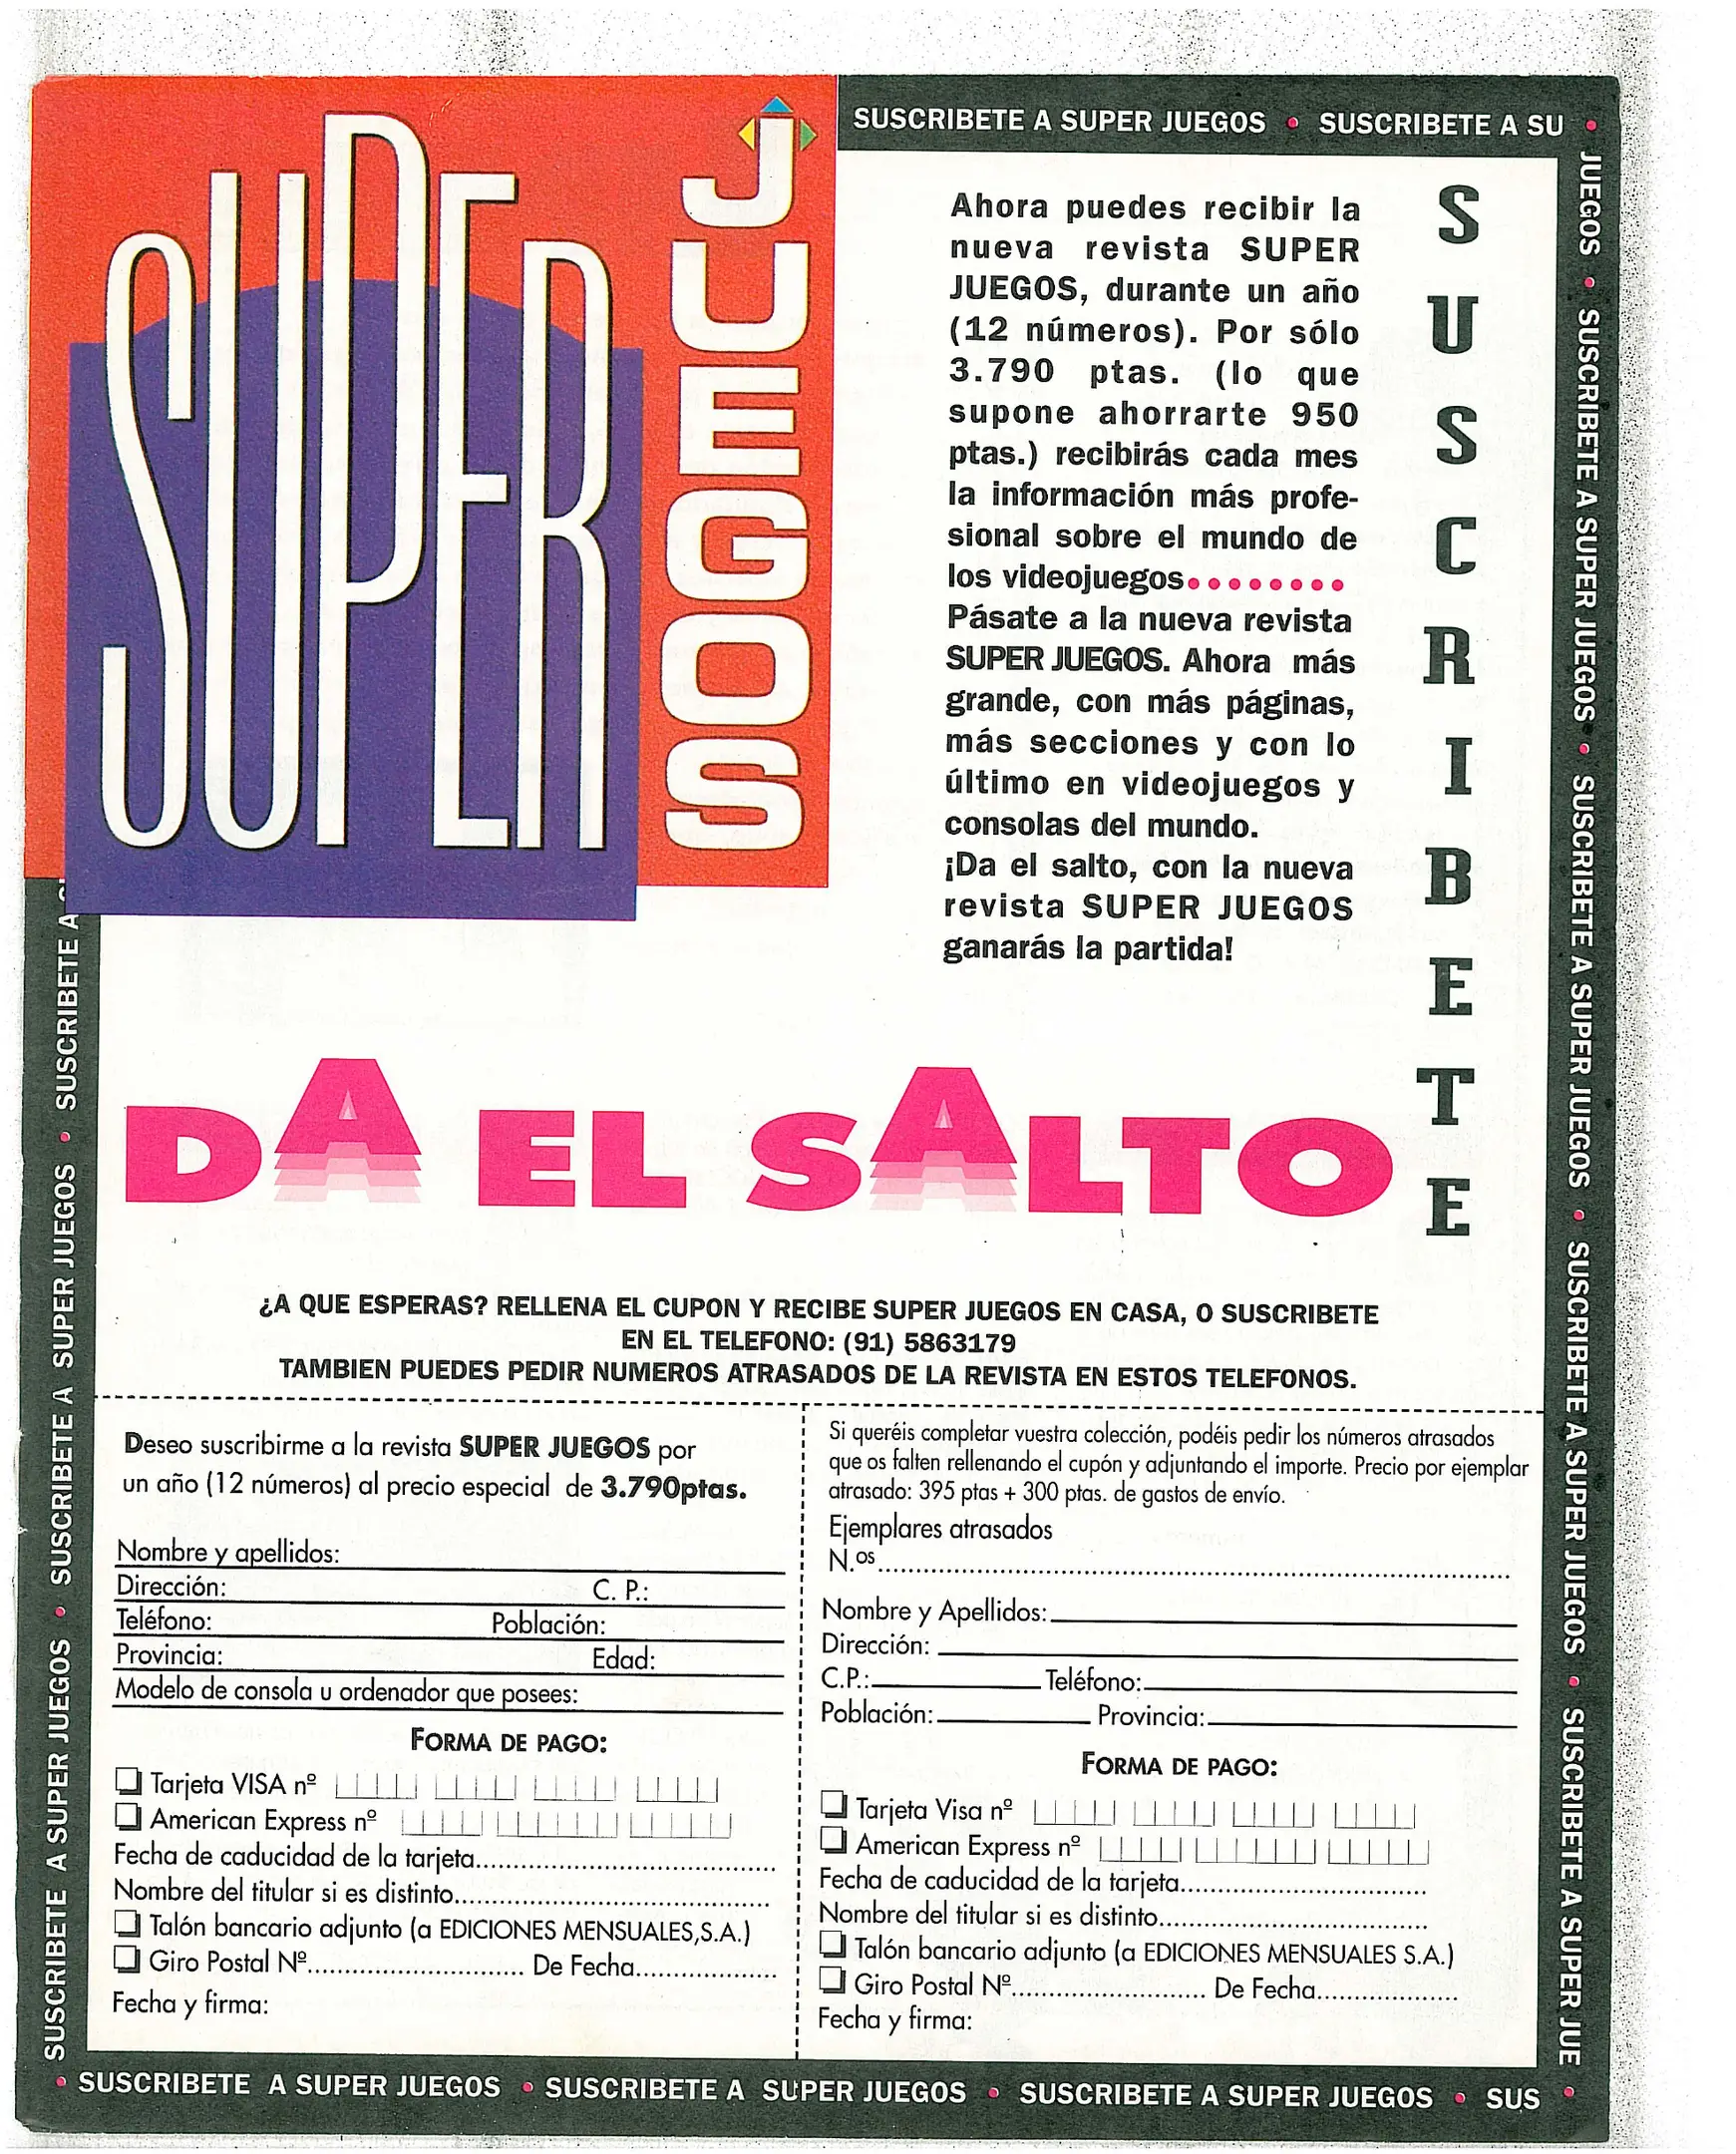 SUPER
JUEGOS
SUSCRIBETE A SUPER JUEGOS • SUSCRIBETE A SU •
JUEGOS • SUSCRIBETE A SUPER JUEGOS • SUSCRIBETE A SUPER JUEGOS • SUSCRIBETE A SUPER JUEGOS • SUSCRIBETE A SUPER JUE
Ahora puedes recibir la
nueva revista SUPER
JUEGOS, durante un año
(12 números). Por sólo
3.790 ptas. (lo que
supone ahorrarte 950
ptas.) recibirás cada mes
la información más profe-
sional sobre el mundo de
los videojuegos●●●●●●●●
Pásate a la nueva revista
SUPER JUEGOS. Ahora más
grande, con más páginas,
más secciones y con lo
último en videojuegos y
consolas del mundo.
¡Da el salto, con la nueva
revista SUPER JUEGOS
ganarás la partida!
SUSCRIBETE
DA EL SALTO
¿A QUE ESPERAS? RELLENA EL CUPON Y RECIBE SUPER JUEGOS EN CASA, O SUSCRIBETE
EN EL TELEFONO: (91) 5863179
TAMBIEN PUEDES PEDIR NUMEROS ATRASADOS DE LA REVISTA EN ESTOS TELEFONOS.
Deseo suscribirme a la revista SUPER JUEGOS por
un año (12 números) al precio especial de 3.790ptas.
Nombre y apellidos:
Dirección: C. P.:
Teléfono: Población:
Provincia: Edad:
Modelo de consola u ordenador que posees:
FORMA DE PAGO:
Tarjeta VISA nº
American Express nº
Fecha de caducidad de la tarjeta
Nombre del titular si es distinto
Talón bancario adjunto (a EDICIONES MENSUALES,S.A.)
Giro Postal Nº De Fecha
Fecha y firma:
Si queréis completar vuestra colección, podéis pedir los números atrasados
que os falten rellenando el cupón y adjuntando el importe. Precio por ejemplar
atrasado: 395 ptas + 300 ptas. de gastos de envío.
Ejemplares atrasados
N.os
Nombre y Apellidos:
Dirección:
C.P.: Teléfono:
Población: Provincia:
FORMA DE PAGO:
Tarjeta Visa nº
American Express nº
Fecha de caducidad de la tarjeta
Nombre del titular si es distinto
Talón bancario adjunto (a EDICIONES MENSUALES S.A.)
Giro Postal Nº De Fecha
Fecha y firma:
SUSCRIBETE A SUPER JUEGOS • SUSCRIBETE A SUPER JUEGOS • SUSCRIBETE A S
• SUSCRIBETE A SUPER JUEGOS • SUSCRIBETE A SUPER JUEGOS • SUSCRIBETE A SUPER JUEGOS • SUS •